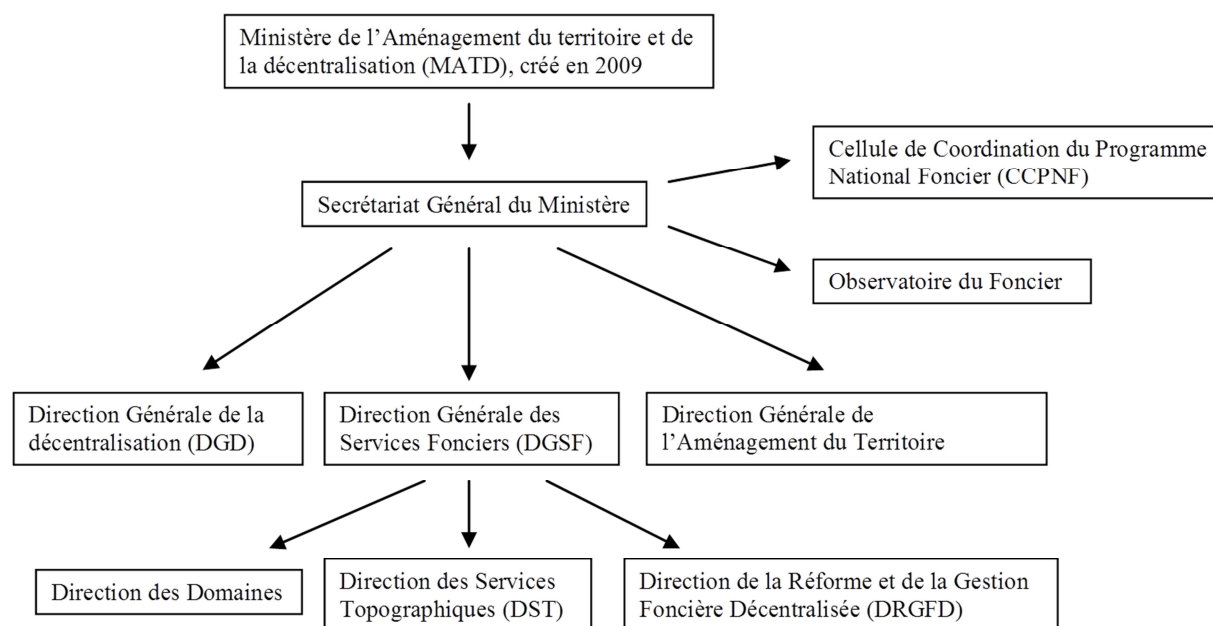 Ministère de l’Aménagement du territoire et de
la décentralisation (MATD), créé en 2009
Cellule de Coordination du Programme
National Foncier (CCPNF)
Secrétariat Général du Ministère
Observatoire du Foncier
Direction Générale de la
décentralisation (DGD)
Direction Générale des
Services Fonciers (DGSF)
Direction Générale de
l’Aménagement du Territoire
Direction des Domaines
Direction des Services
Topographiques (DST)
Direction de la Réforme et de la Gestion
Foncière Décentralisée (DRGFD)